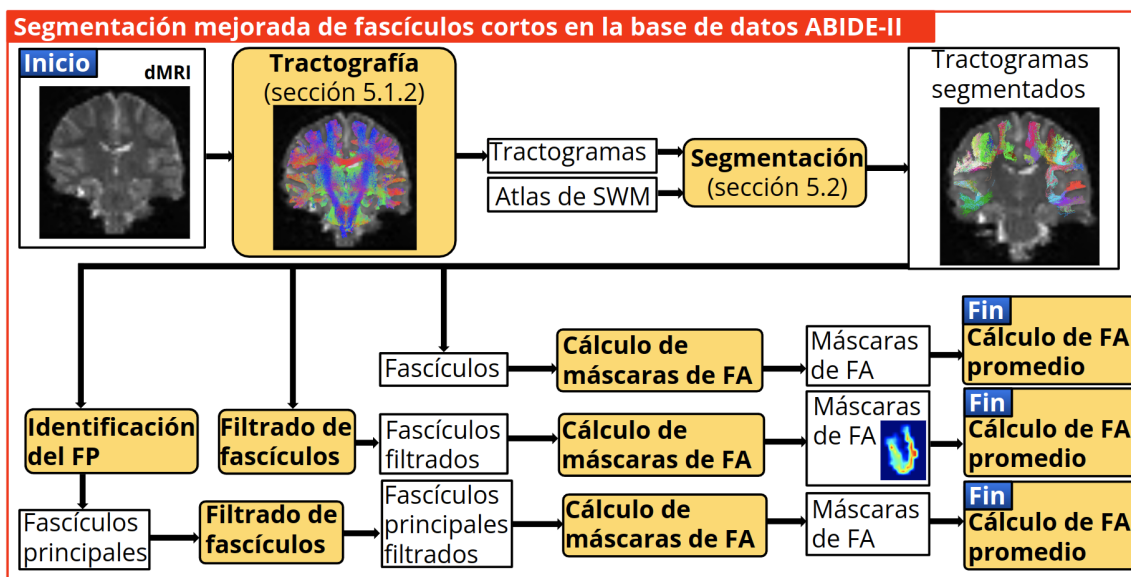 Segmentación mejorada de fascículos cortos en la base de datos ABIDE-II
Inicio
dMRI
Tractografía
(sección 5.1.2)
Tractogramas
Atlas de SWM
Segmentación
(sección 5.2)
Tractogramas
segmentados
Fascículos
Cálculo de
máscaras de FA
Máscaras
de FA
Fin
Cálculo de FA
promedio
Identificación
del FP
Filtrado de
fascículos
Fascículos
filtrados
Cálculo de
máscaras de FA
Máscaras
de FA
Fin
Cálculo de FA
promedio
Fascículos
principales
Filtrado de
fascículos
Fascículos
principales
filtrados
Cálculo de
máscaras de FA
Máscaras
de FA
Fin
Cálculo de FA
promedio